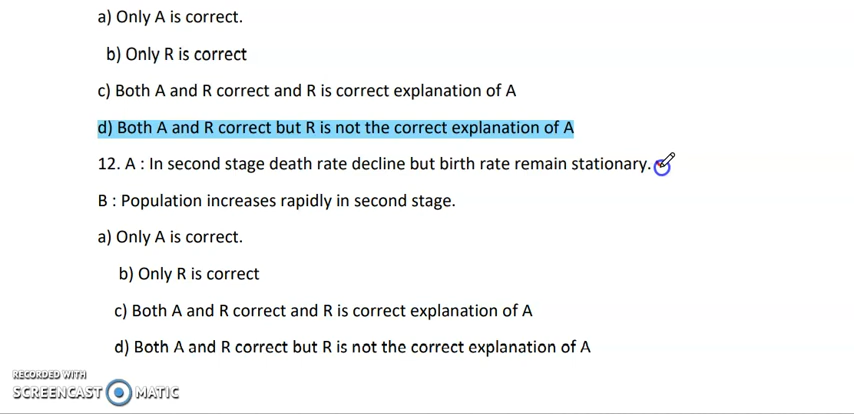 a) Only A is correct.
b) Only R is correct
c) Both A and R correct and R is correct explanation of A
d) Both A and R correct but R is not the correct explanation of A
12. A : In second stage death rate decline but birth rate remain stationary.
B : Population increases rapidly in second stage.
a) Only A is correct.
b) Only R is correct
c) Both A and R correct and R is correct explanation of A
d) Both A and R correct but R is not the correct explanation of A
RECORDED WITH
SCREENCAST MATIC